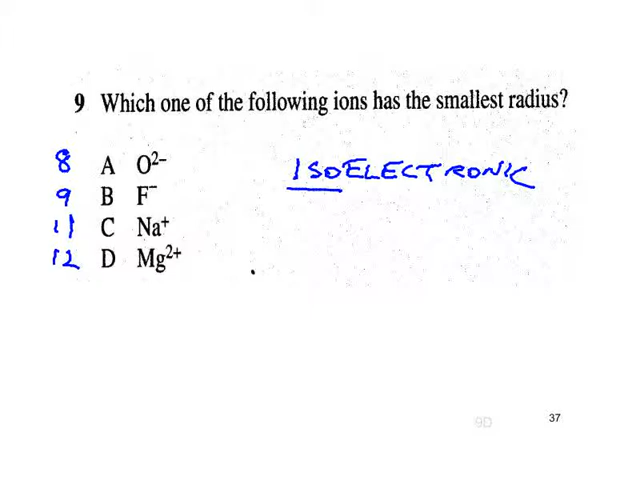 9 Which one of the following ions has the smallest radius?
8 A O²⁻ ISOELECTRONIC
9 B F⁻
11 C Na⁺
12 D Mg²⁺
9D
37